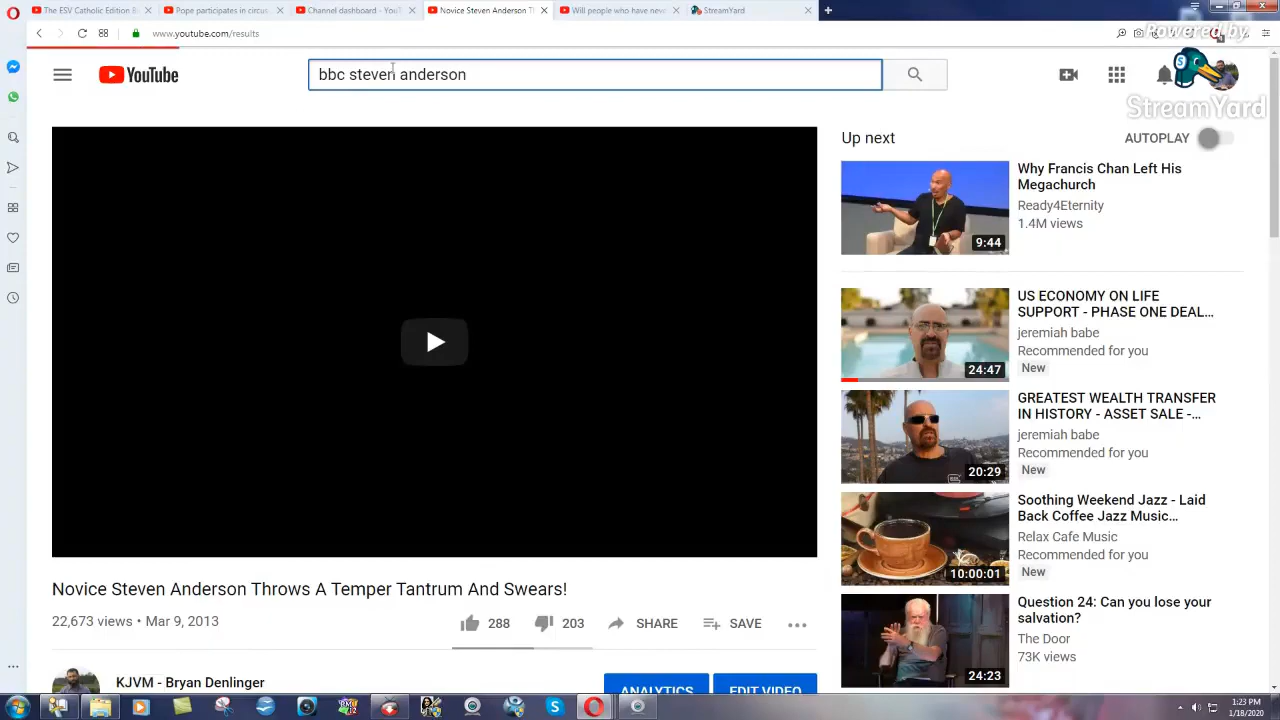 The ESV Catholic Edition B
Pope participates in circus
Channel dashboard - YouT
Novice Steven Anderson T
Will people who have neve
StreamYard
www.youtube.com/results
Powered by
YouTube
bbc steven anderson
StreamYard
Up next
AUTOPLAY
Why Francis Chan Left His
Megachurch
Ready4Eternity
1.4M views
9:44
US ECONOMY ON LIFE
SUPPORT - PHASE ONE DEAL...
jeremiah babe
Recommended for you
New
24:47
GREATEST WEALTH TRANSFER
IN HISTORY - ASSET SALE -...
jeremiah babe
Recommended for you
New
20:29
Soothing Weekend Jazz - Laid
Back Coffee Jazz Music...
Relax Cafe Music
Recommended for you
New
10:00:01
Question 24: Can you lose your
salvation?
The Door
73K views
24:23
Novice Steven Anderson Throws A Temper Tantrum And Swears!
22,673 views • Mar 9, 2013
288
203
SHARE
SAVE
KJVM - Bryan Denlinger
ANALYTICS
EDIT VIDEO
1:23 PM
1/18/2020